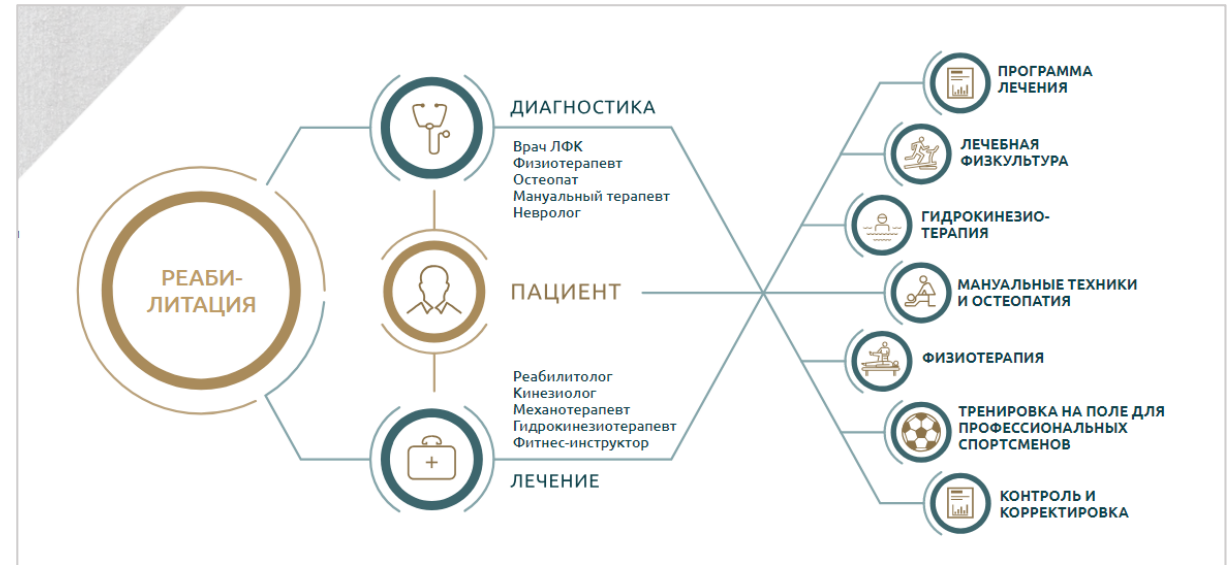 РЕАБИ-
ЛИТАЦИЯ
ДИАГНОСТИКА
Врач ЛФК
Физиотерапевт
Остеопат
Мануальный терапевт
Невролог
ПАЦИЕНТ
Реабилитолог
Кинезиолог
Механотерапевт
Гидрокинезиотерапевт
Фитнес-инструктор
ЛЕЧЕНИЕ
ПРОГРАММА
ЛЕЧЕНИЯ
ЛЕЧЕБНАЯ
ФИЗКУЛЬТУРА
ГИДРОКИНЕЗИО-
ТЕРАПИЯ
МАНУАЛЬНЫЕ ТЕХНИКИ
И ОСТЕОПАТИЯ
ФИЗИОТЕРАПИЯ
ТРЕНИРОВКА НА ПОЛЕ ДЛЯ
ПРОФЕССИОНАЛЬНЫХ
СПОРТСМЕНОВ
КОНТРОЛЬ И
КОРРЕКТИРОВКА